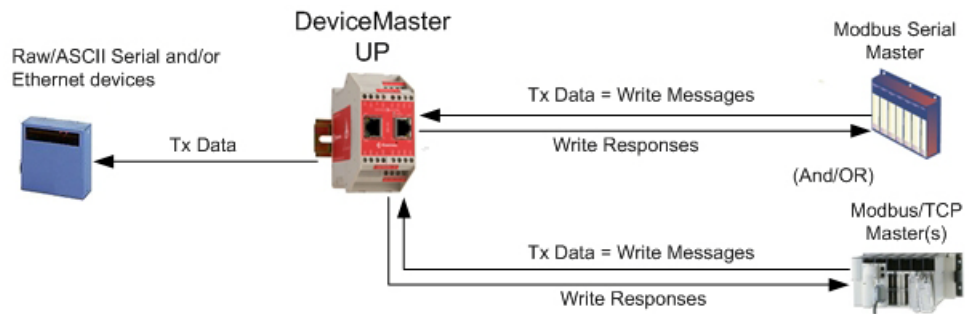 DeviceMaster
UP
Raw/ASCII Serial and/or
Ethernet devices
Tx Data
Modbus Serial
Master
Tx Data = Write Messages
Write Responses
(And/OR)
Modbus/TCP
Master(s)
Tx Data = Write Messages
Write Responses